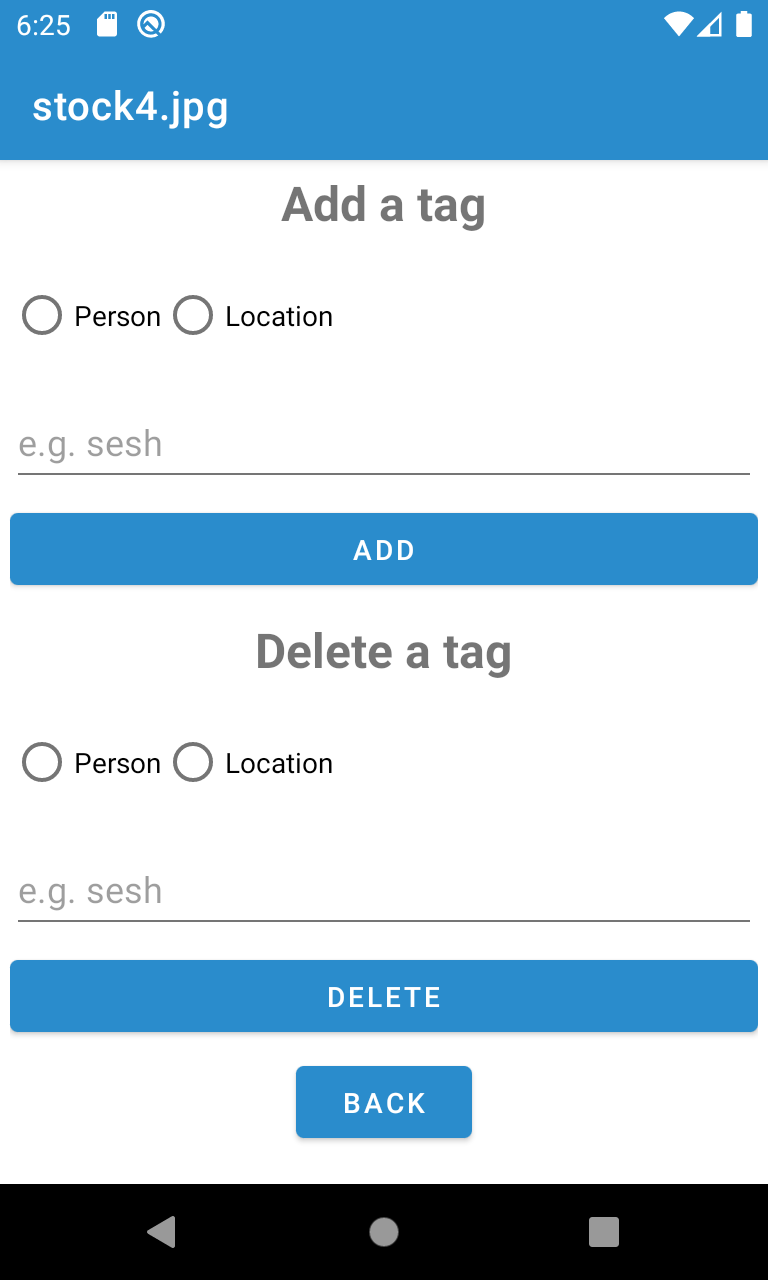 6:25
stock4.jpg
Add a tag
Person Location
e.g. sesh
ADD
Delete a tag
Person Location
e.g. sesh
DELETE
BACK